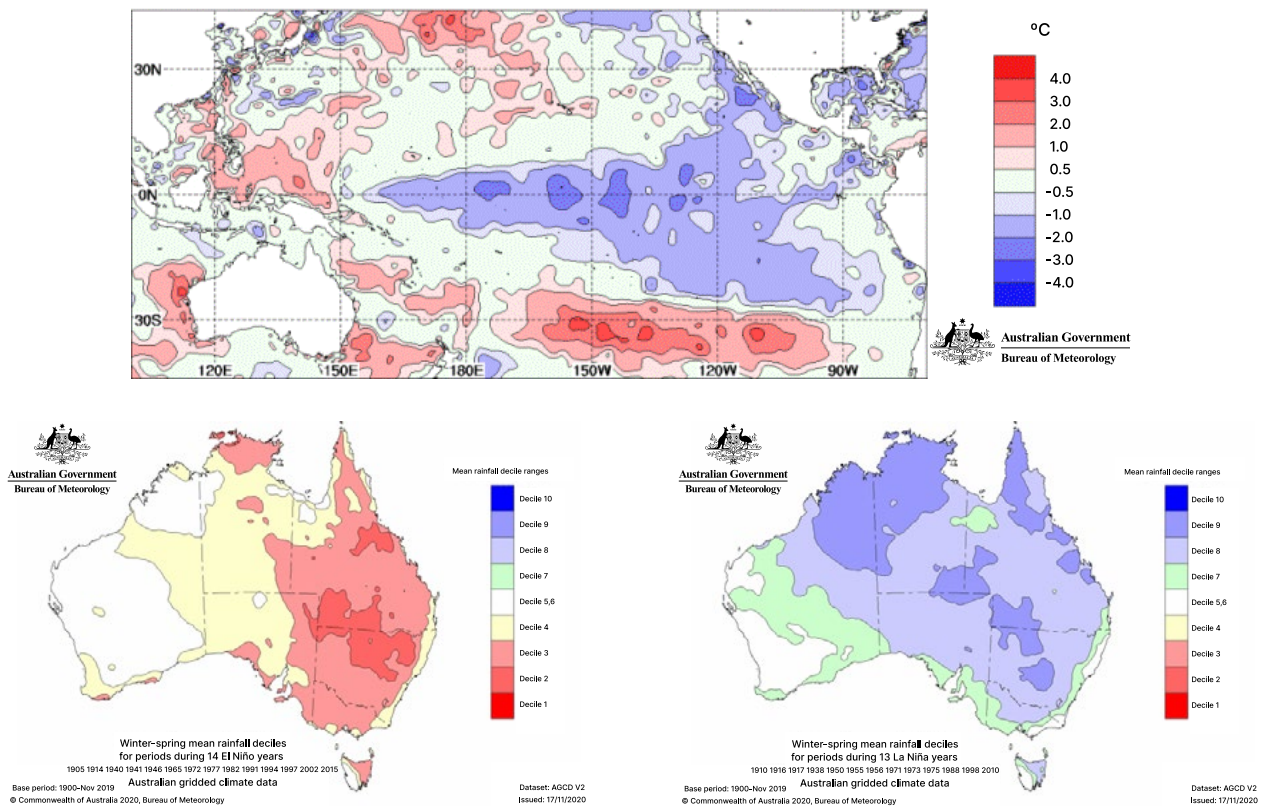 °C
30N
0N
30S
120E
150E
180E
150W
120W
90W
4.0
3.0
2.0
1.0
0.5
-0.5
-1.0
-2.0
-3.0
-4.0
Australian Government
Bureau of Meteorology
Australian Government
Bureau of Meteorology
Mean rainfall decile ranges
Decile 10
Decile 9
Decile 8
Decile 7
Decile 5,6
Decile 4
Decile 3
Decile 2
Decile 1
Winter-spring mean rainfall deciles
for periods during 14 El Niño years
1905 1914 1940 1941 1946 1965 1972 1977 1982 1991 1994 1997 2002 2015
Australian gridded climate data
Base period: 1900-Nov 2019
© Commonwealth of Australia 2020, Bureau of Meteorology
Dataset: AGCD V2
Issued: 17/11/2020
Australian Government
Bureau of Meteorology
Mean rainfall decile ranges
Decile 10
Decile 9
Decile 8
Decile 7
Decile 5,6
Decile 4
Decile 3
Decile 2
Decile 1
Winter-spring mean rainfall deciles
for periods during 13 La Niña years
1910 1916 1917 1938 1950 1955 1956 1971 1973 1975 1988 1998 2010
Australian gridded climate data
Base period: 1900-Nov 2019
© Commonwealth of Australia 2020, Bureau of Meteorology
Dataset: AGCD V2
Issued: 17/11/2020